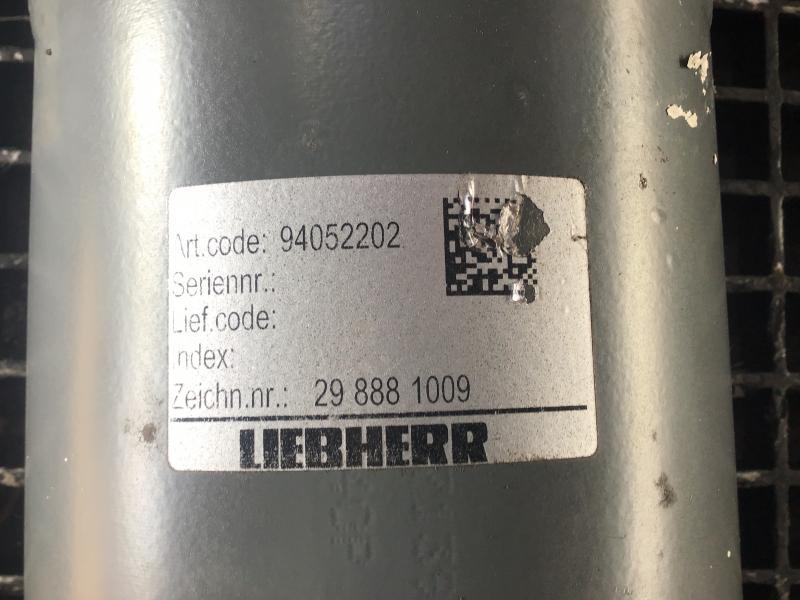 Art.code: 94052202
Seriennr.:
Lief.code:
Index:
Zeichn.nr.: 29 888 1009
LIEBHERR